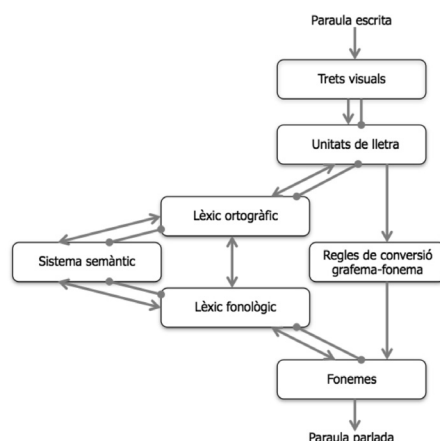 Paraula escrita
Trets visuals
Unitats de lletra
Lèxic ortogràfic
Sistema semàntic
Regles de conversió
grafema-fonema
Lèxic fonològic
Fonemes
Paraula parlada